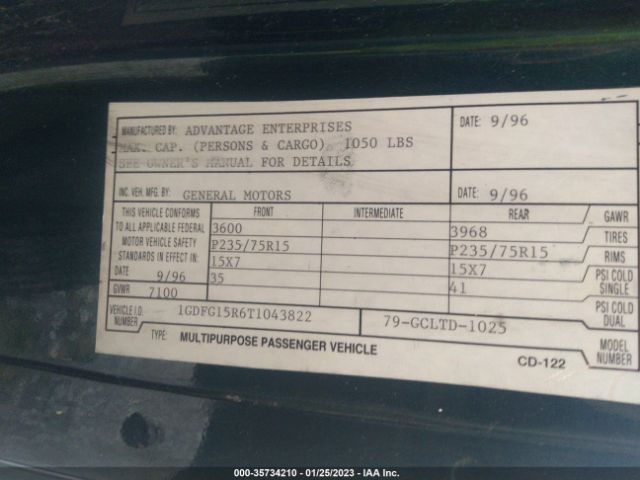 MANUFACTURED BY: ADVANTAGE ENTERPRISES DATE: 9/96
MAX. CAP. (PERSONS & CARGO) 1050 LBS
SEE OWNER'S MANUAL FOR DETAILS
INC. VEH. MFG. BY: GENERAL MOTORS DATE: 9/96
THIS VEHICLE CONFORMS FRONT INTERMEDIATE REAR GAWR
TO ALL APPLICABLE FEDERAL 3600 3968 TIRES
MOTOR VEHICLE SAFETY P235/75R15 P235/75R15 RIMS
STANDARDS IN EFFECT IN: 15X7 15X7 PSI COLD SINGLE
DATE 9/96 35 41
GVWR 7100 PSI COLD DUAL
VEHICLE I.D. NUMBER 1GDFG15R6T1043822 79-GCLTD-1025 MODEL NUMBER
TYPE: MULTIPURPOSE PASSENGER VEHICLE CD-122
000-35734210 - 01/25/2023 - IAA Inc.